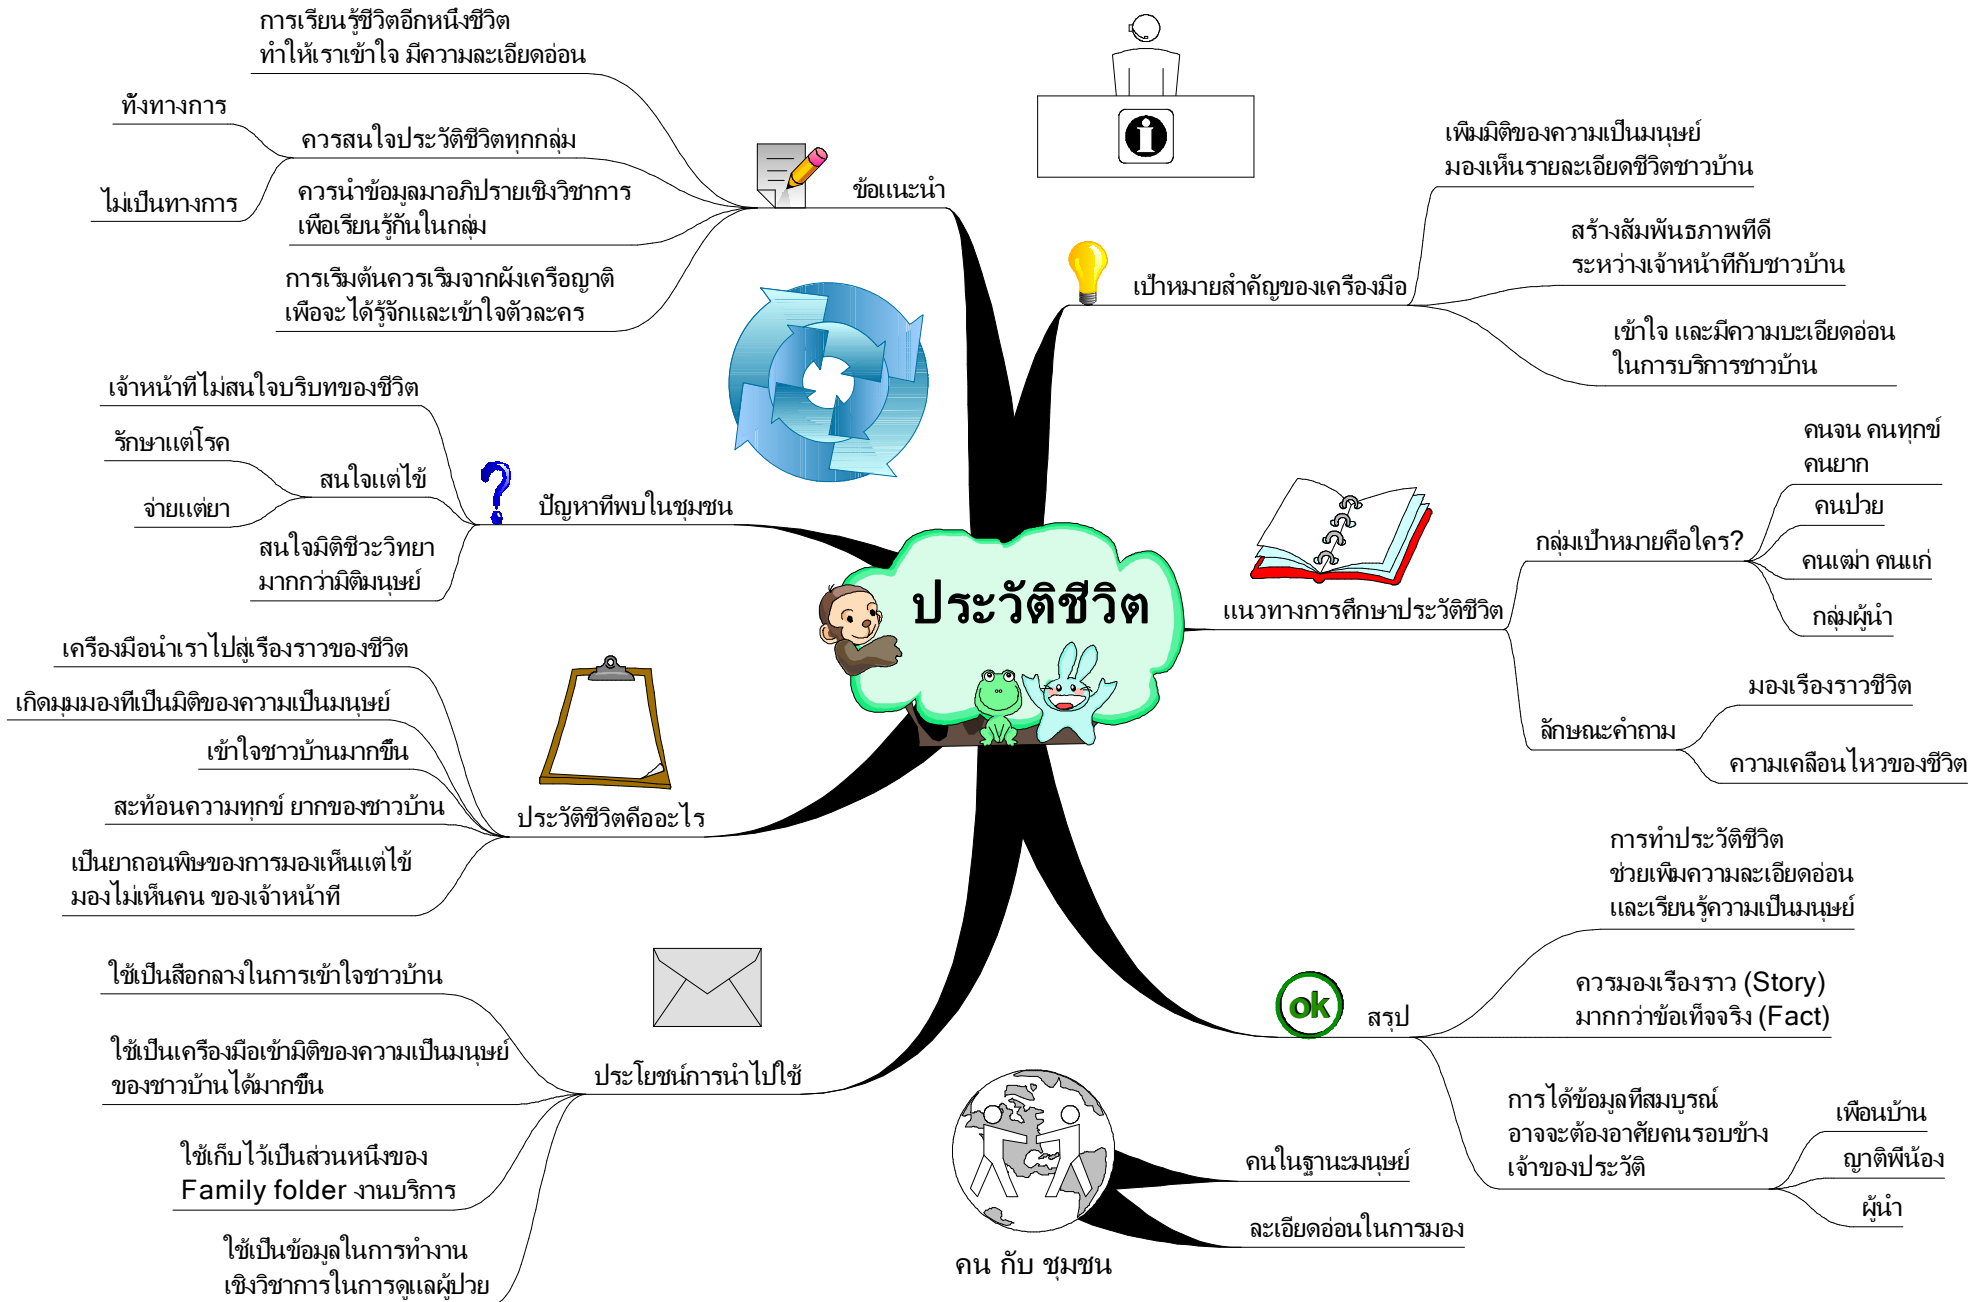 ประวัติชีวิต
เป้าหมายสำคัญของเครื่องมือ
เพิ่มมิติของความเป็นมนุษย์
มองเห็นรายละเอียดชีวิตชาวบ้าน
สร้างสัมพันธภาพที่ดี
ระหว่างเจ้าหน้าที่กับชาวบ้าน
เข้าใจ และมีความบะเอียดอ่อน
ในการบริการชาวบ้าน
แนวทางการศึกษาประวัติชีวิต
กลุ่มเป้าหมายคือใคร?
คนจน คนทุกข์
คนยาก
คนป่วย
คนเฒ่า คนแก่
กลุ่มผู้นำ
ลักษณะคำถาม
มองเรื่องราวชีวิต
ความเคลื่อนไหวของชีวิต
ok
สรุป
การทำประวัติชีวิต
ช่วยเพิ่มความละเอียดอ่อน
และเรียนรู้ความเป็นมนุษย์
ควรมองเรื่องราว (Story)
มากกว่าข้อเท็จจริง (Fact)
การได้ข้อมูลที่สมบูรณ์
อาจจะต้องอาศัยคนรอบข้าง
เจ้าของประวัติ
เพื่อนบ้าน
ญาติพี่น้อง
ผู้นำ
คน กับ ชุมชน
คนในฐานะมนุษย์
ละเอียดอ่อนในการมอง
ประโยชน์การนำไปใช้
ใช้เป็นสื่อกลางในการเข้าใจชาวบ้าน
ใช้เป็นเครื่องมือเข้ามิติของความเป็นมนุษย์
ของชาวบ้านได้มากขึ้น
ใช้เก็บไว้เป็นส่วนหนึ่งของ
Family folder งานบริการ
ใช้เป็นข้อมูลในการทำงาน
เชิงวิชาการในการดูแลผู้ป่วย
ประวัติชีวิตคืออะไร
เครื่องมือนำเราไปสู่เรื่องราวของชีวิต
เกิดมุมมองที่เป็นมิติของความเป็นมนุษย์
เข้าใจชาวบ้านมากขึ้น
สะท้อนความทุกข์ ยากของชาวบ้าน
เป็นยาถอนพิษของการมองเห็นแต่ไข้
มองไม่เห็นคน ของเจ้าหน้าที่
ปัญหาที่พบในชุมชน
เจ้าหน้าที่ไม่สนใจบริบทของชีวิต
สนใจแต่ไข้
รักษาแต่โรค
จ่ายแต่ยา
สนใจมิติชีวะวิทยา
มากกว่ามิติมนุษย์
ข้อแนะนำ
การเรียนรู้ชีวิตอีกหนึ่งชีวิต
ทำให้เราเข้าใจ มีความละเอียดอ่อน
ควรสนใจประวัติชีวิตทุกกลุ่ม
ทั้งทางการ
ไม่เป็นทางการ
ควรนำข้อมูลมาอภิปรายเชิงวิชาการ
เพื่อเรียนรู้กันในกลุ่ม
การเริ่มต้นควรเริ่มจากผังเครือญาติ
เพื่อจะได้รู้จักและเข้าใจตัวละคร